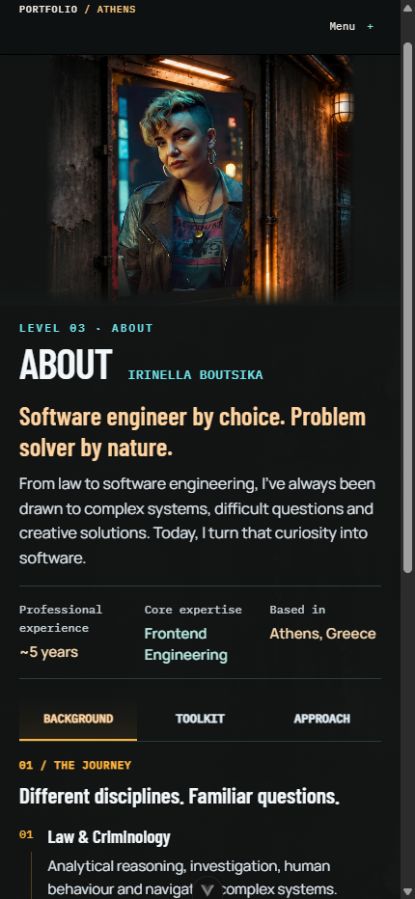 PORTFOLIO / ATHENS
Menu +
LEVEL 03 - ABOUT
ABOUT IRINELLA BOUTSIKA
Software engineer by choice. Problem
solver by nature.
From law to software engineering, I've always been
drawn to complex systems, difficult questions and
creative solutions. Today, I turn that curiosity into
software.
Professional
experience
~5 years
Core expertise
Frontend
Engineering
Based in
Athens, Greece
BACKGROUND TOOLKIT APPROACH
01 / THE JOURNEY
Different disciplines. Familiar questions.
01 Law & Criminology
Analytical reasoning, investigation, human
behaviour and complex systems.